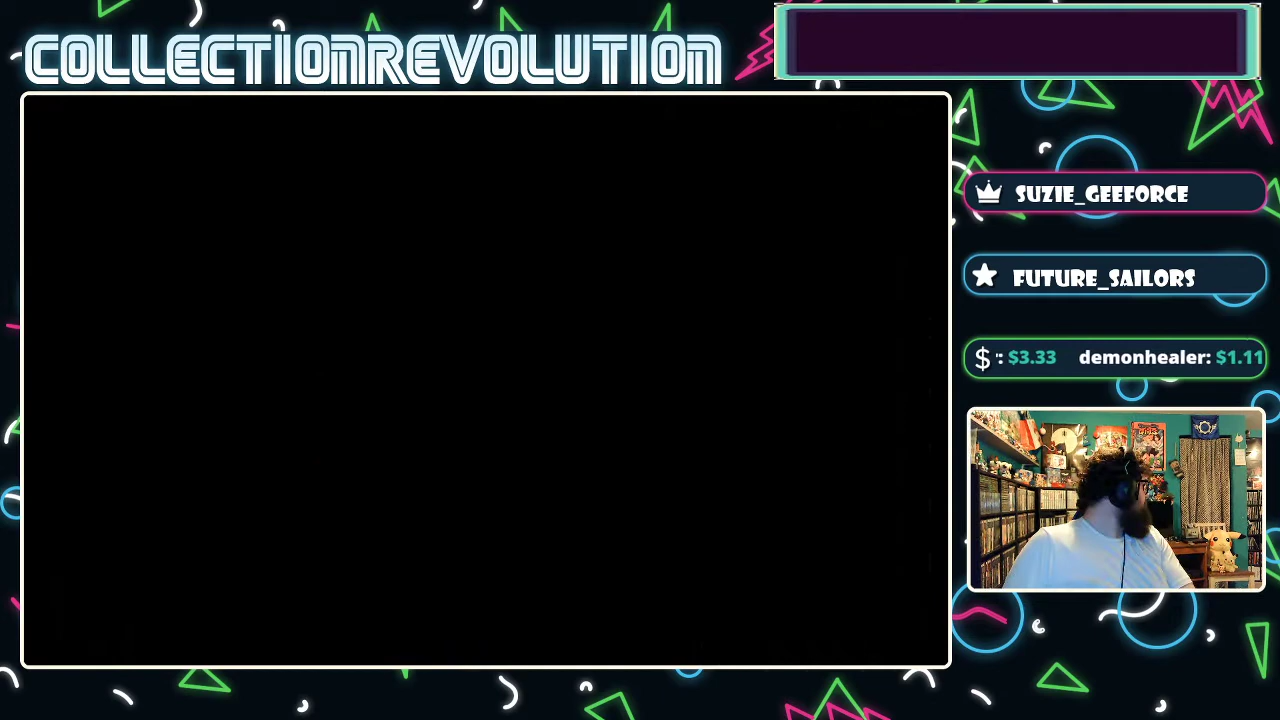 COLLECTIONREVOLUTION
SUZIE_GEEFORCE
FUTURE_SAILORS
$ : $3.33 demonhealer: $1.11